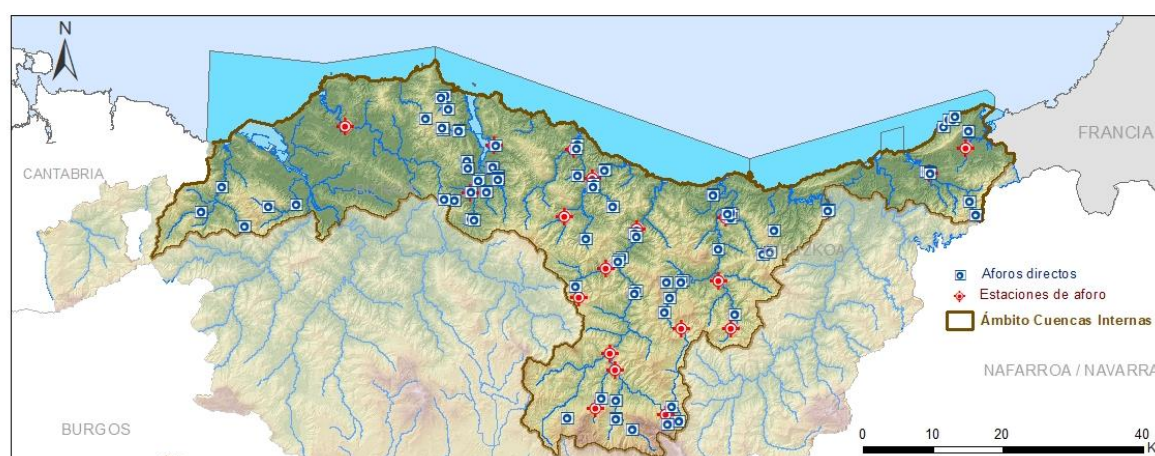 N
FRANCIA
CANTABRIA
Aforos directos
Estaciones de aforo
Ámbito Cuencas Internas
NAFARROA / NAVARRA
BURGOS
0 10 20 40
K